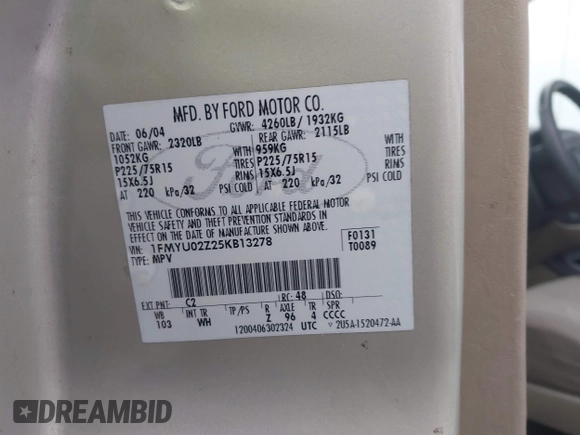 MFD. BY FORD MOTOR CO.
DATE: 06/04 GVWR: 4260LB/ 1932KG
FRONT GAWR: 2320LB REAR GAWR: 2115LB
1052KG WITH 959KG WITH
P225/75R15 TIRES P225/75R15 TIRES
15X6.5J RIMS 15X6.5J RIMS
AT 220 kPa/32 PSI COLD AT 220 kPa/32 PSI COLD
Ford
THIS VEHICLE CONFORMS TO ALL APPLICABLE FEDERAL MOTOR
VEHICLE SAFETY AND THEFT PREVENTION STANDARDS IN
EFFECT ON THE DATE OF MANUFACTURE SHOWN ABOVE.
VIN: 1FMYU02Z25KB13278 F0131
TYPE: MPV T0089
EXT PNT: C2 RC: 48 DSO:
WB INT TR TP/PS R AXLE TR SPR
103 WH Z 96 4 CCCC
1200406302324 UTC ▽ 2U5A-1520472-AA
DREAMBID